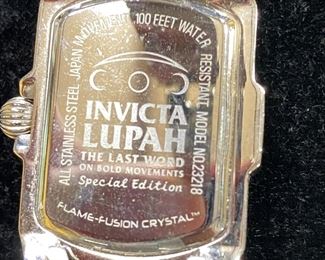 ALL STAINLESS STEEL JAPAN MOVEMENT 100 FEET WATER RESISTANT MODEL NO.23218
INVICTA
LUPAH
THE LAST WORD
ON BOLD MOVEMENTS
Special Edition
FLAME-FUSION CRYSTAL™